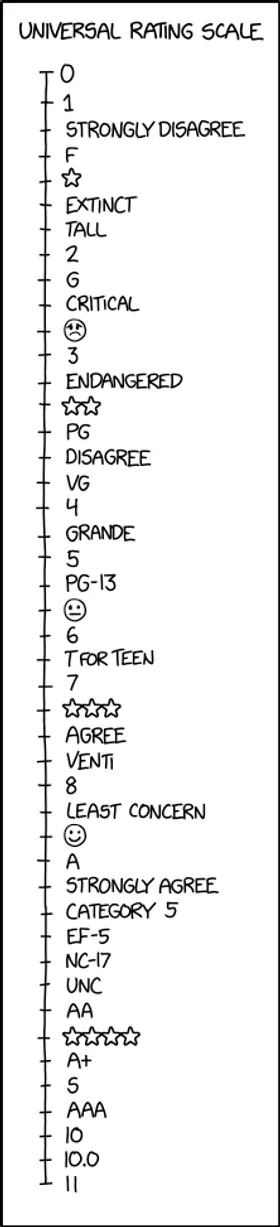 UNIVERSAL RATING SCALE
0
1
STRONGLY DISAGREE
F
☆
EXTINCT
TALL
2
G
CRITICAL
☹
3
ENDANGERED
☆☆
PG
DISAGREE
VG
4
GRANDE
5
PG-13
😐
6
T FOR TEEN
7
☆☆☆
AGREE
VENTI
8
LEAST CONCERN
☺
A
STRONGLY AGREE
CATEGORY 5
EF-5
NC-17
UNC
AA
☆☆☆☆
A+
S
AAA
10
10.0
11